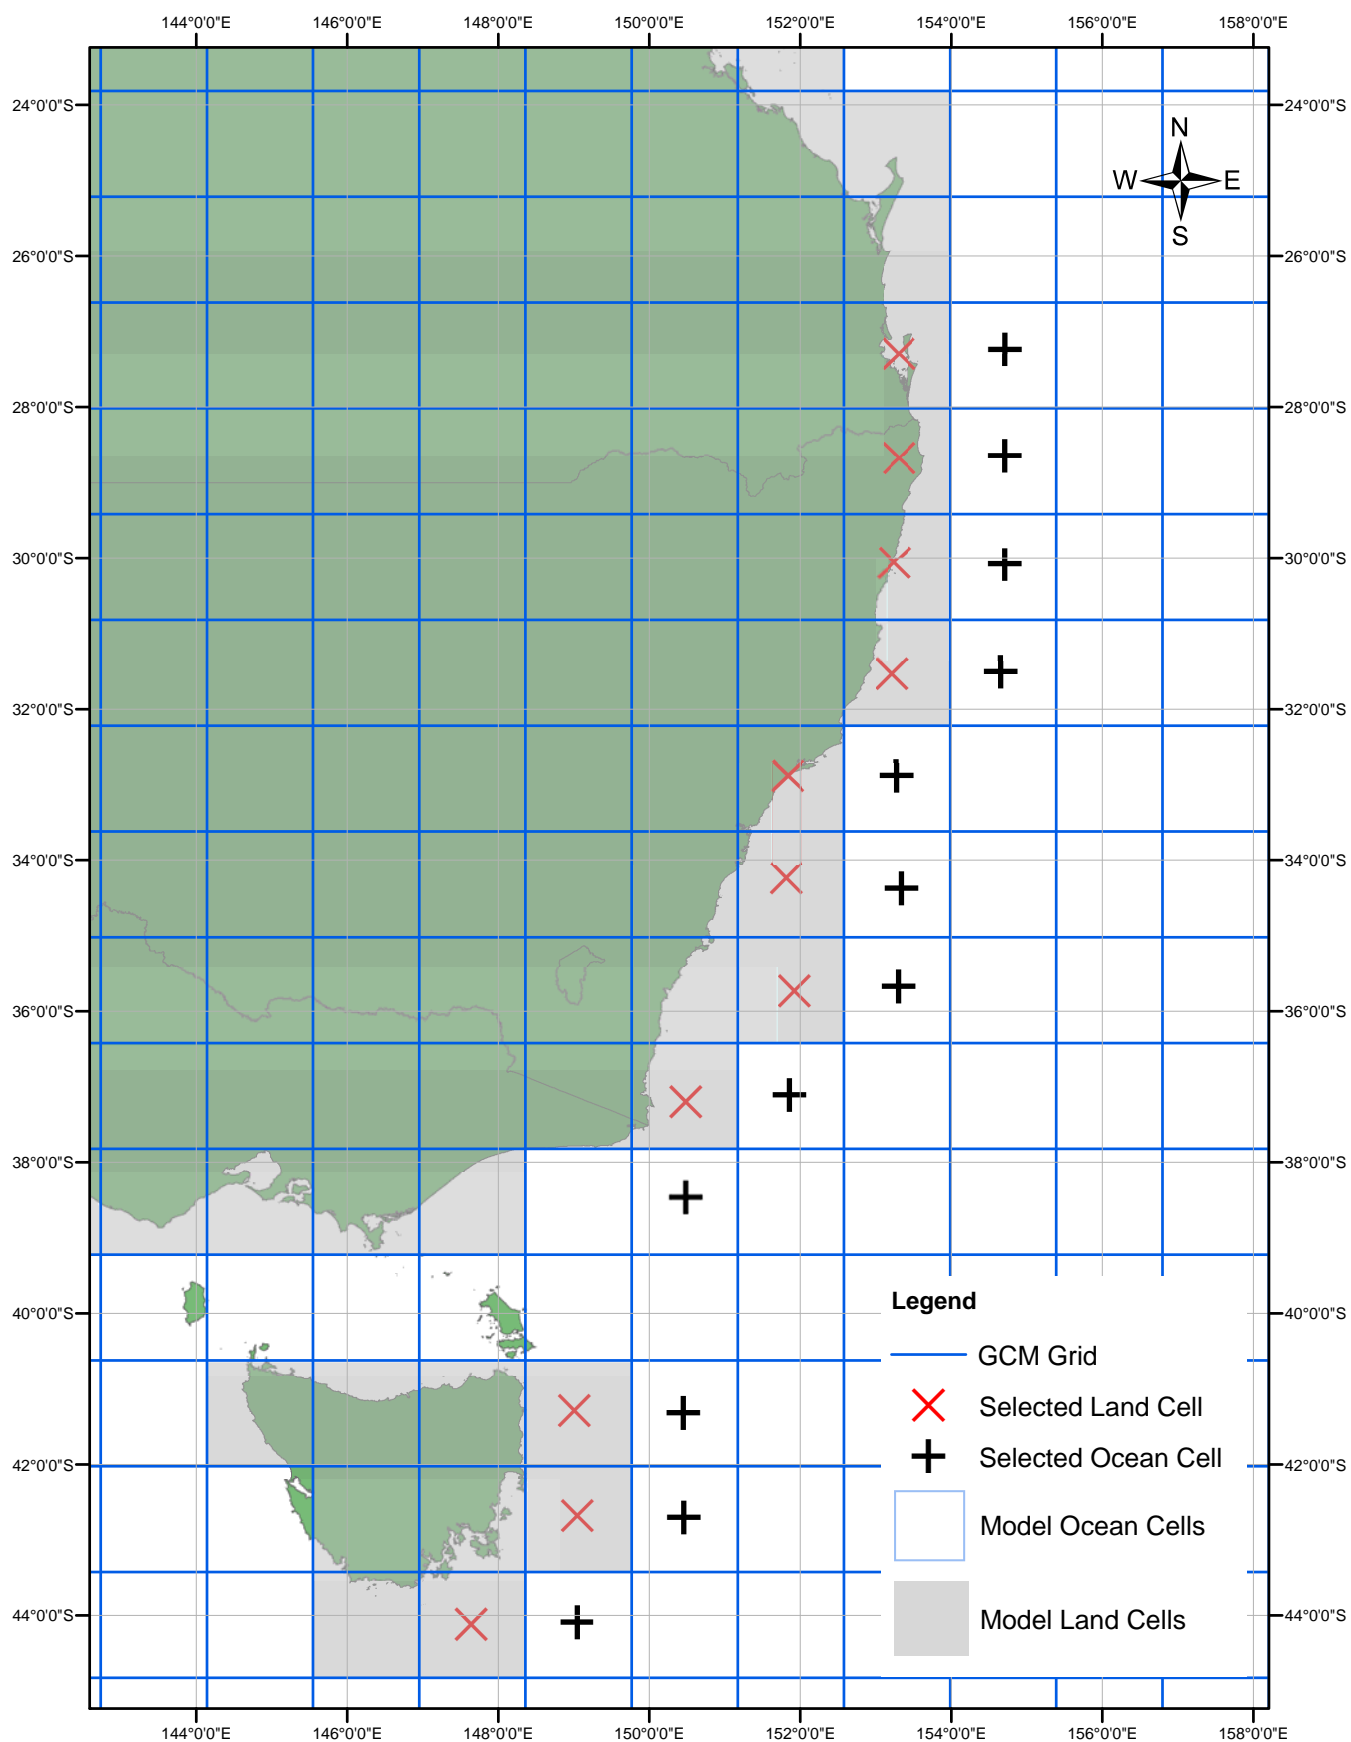 144°0'0"E 146°0'0"E 148°0'0"E 150°0'0"E 152°0'0"E 154°0'0"E 156°0'0"E 158°0'0"E
24°0'0"S 24°0'0"S
N
W E
S
26°0'0"S 26°0'0"S
28°0'0"S 28°0'0"S
30°0'0"S 30°0'0"S
32°0'0"S 32°0'0"S
34°0'0"S 34°0'0"S
36°0'0"S 36°0'0"S
38°0'0"S 38°0'0"S
Legend
40°0'0"S 40°0'0"S
GCM Grid
Selected Land Cell
Selected Ocean Cell
42°0'0"S 42°0'0"S
Model Ocean Cells
44°0'0"S 44°0'0"S
Model Land Cells
144°0'0"E 146°0'0"E 148°0'0"E 150°0'0"E 152°0'0"E 154°0'0"E 156°0'0"E 158°0'0"E